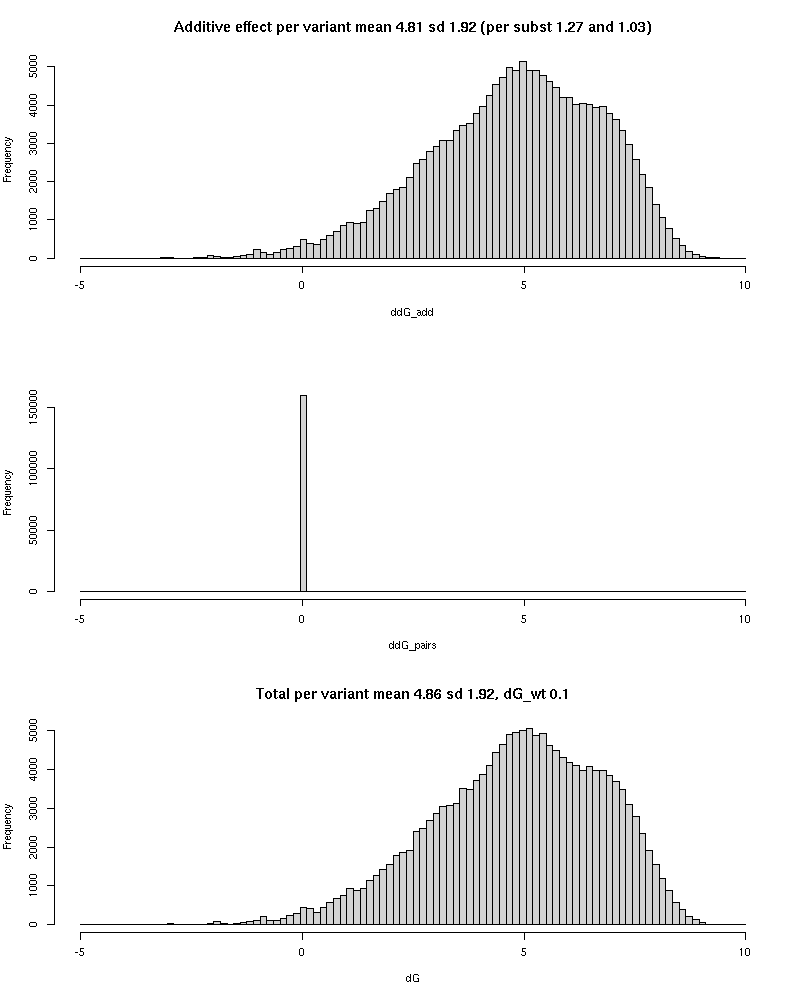 Additive effect per variant mean 4.81 sd 1.92 (per subst 1.27 and 1.03)
5000
4000
3000
2000
1000
0
Frequency
-5 0 5 10
ddG_add
150000
100000
50000
0
Frequency
-5 0 5 10
ddG_pairs
Total per variant mean 4.86 sd 1.92, dG_wt 0.1
5000
4000
3000
2000
1000
0
Frequency
-5 0 5 10
dG